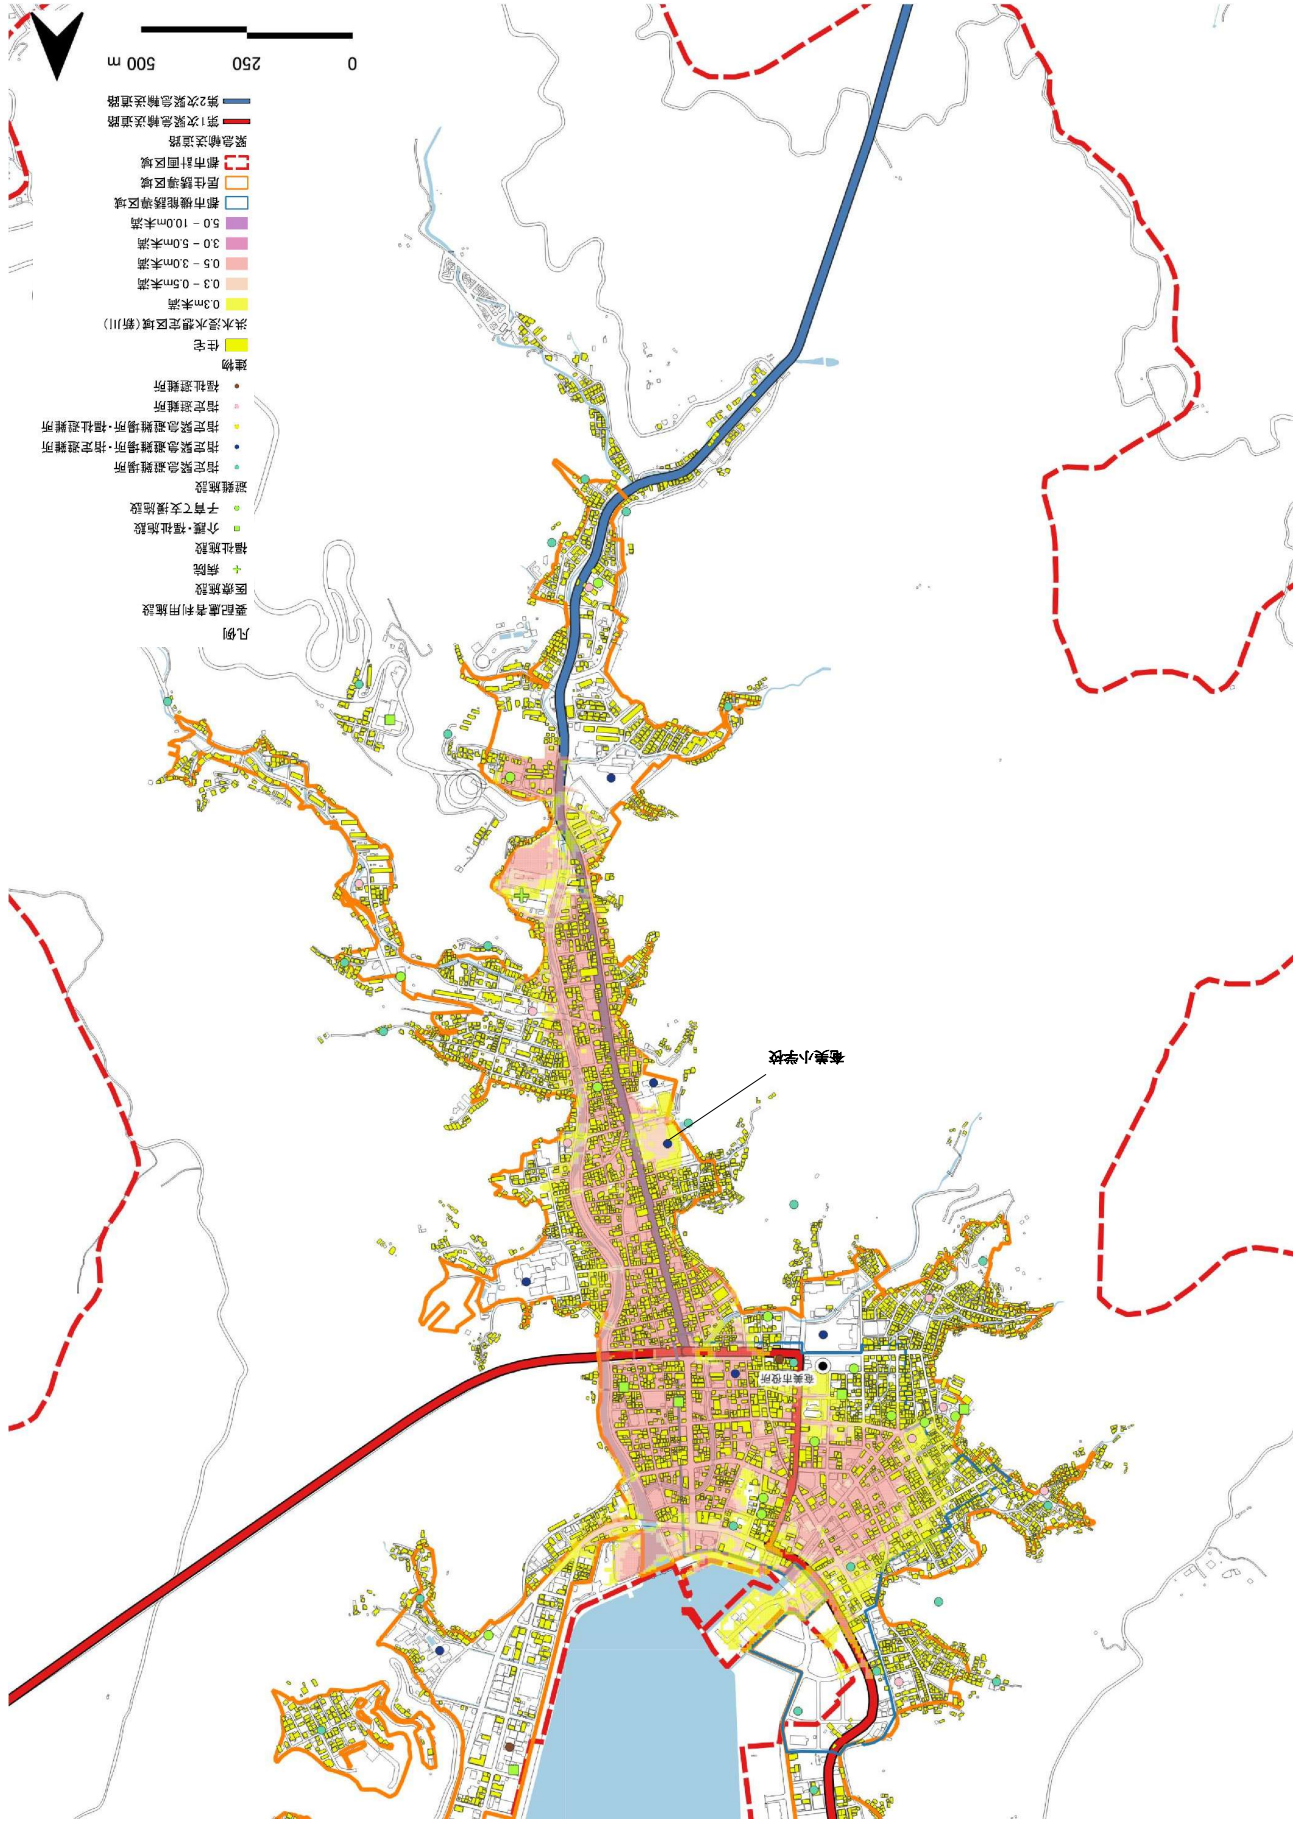 凡例
要配慮者利用施設
医療施設
病院
福祉施設
介護・福祉施設
子育て支援施設
避難施設
指定緊急避難場所
指定緊急避難場所・指定避難所
指定緊急避難場所・福祉避難所
指定避難所
福祉避難所
建物
住宅
洪水浸水想定区域(新川)
0.3m未満
0.3 - 0.5m未満
0.5 - 3.0m未満
3.0 - 5.0m未満
5.0 - 10.0m未満
都市機能誘導区域
居住誘導区域
都市計画区域
緊急輸送道路
第1次緊急輸送道路
第2次緊急輸送道路
0 250 500 m
奄美小学校
奄美市役所